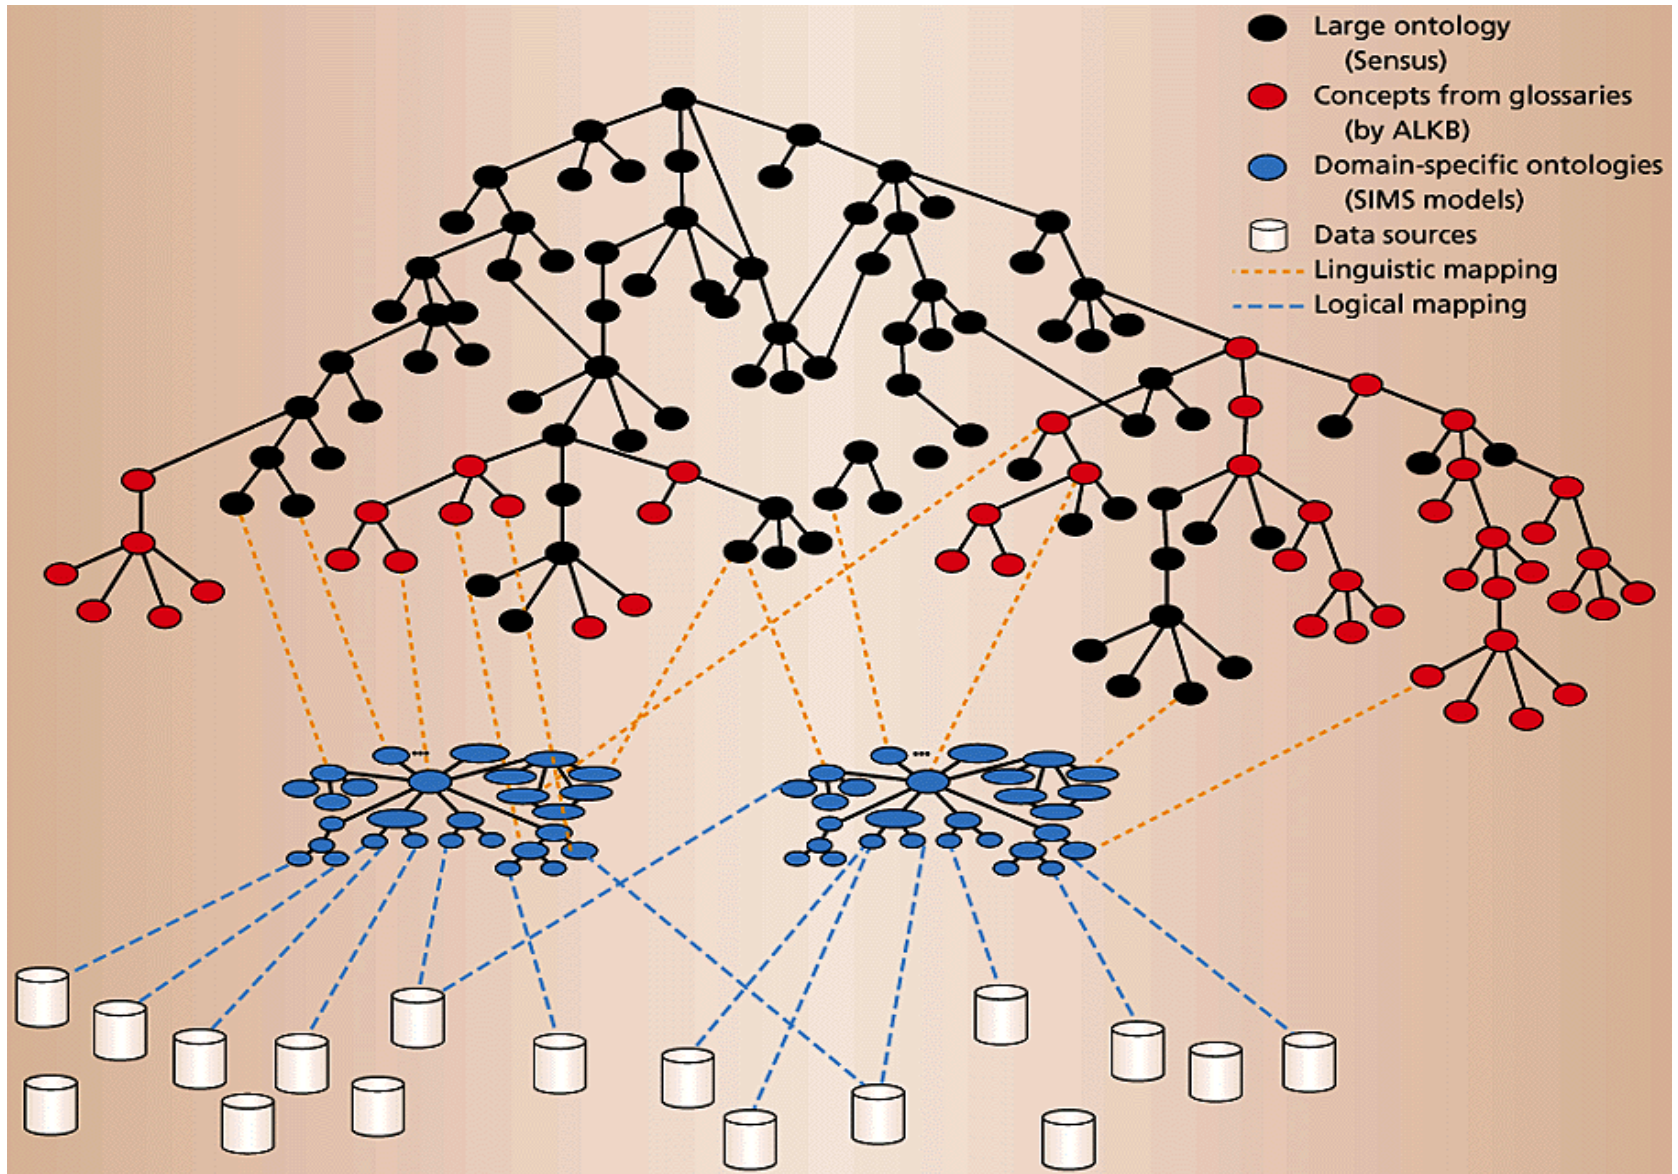 Large ontology
(Sensus)
Concepts from glossaries
(by ALKB)
Domain-specific ontologies
(SIMS models)
Data sources
Linguistic mapping
Logical mapping
...
...